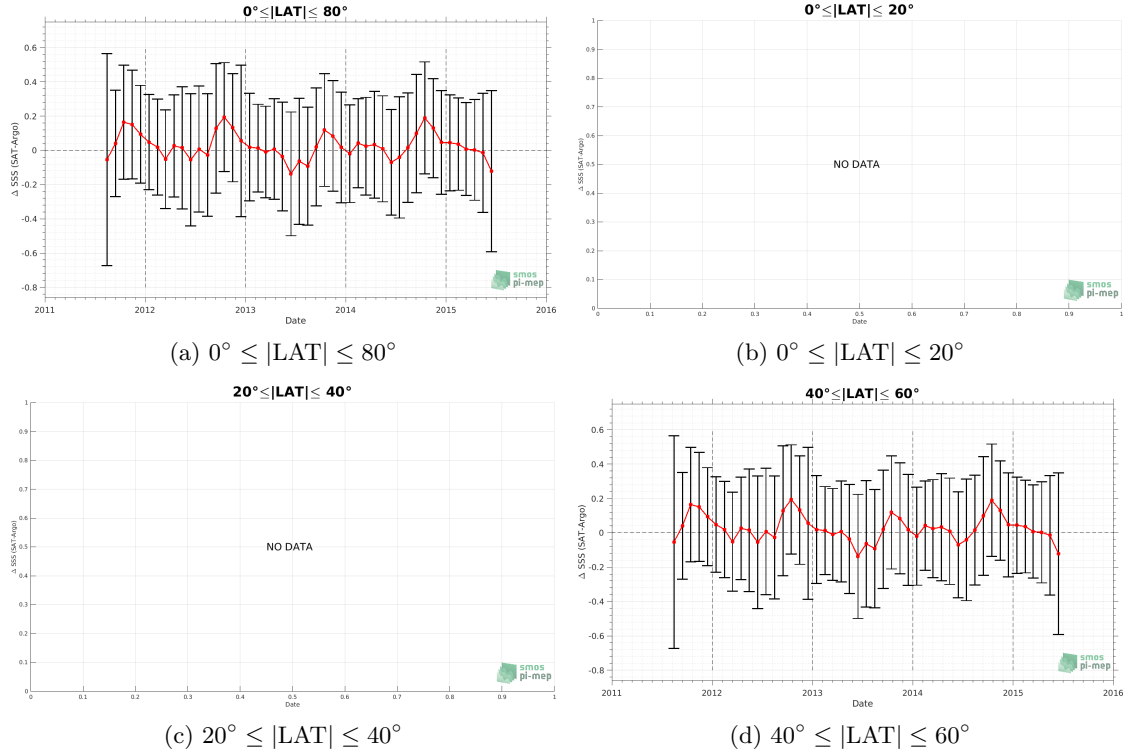 0°≤|LAT|≤ 80°
0.6
0.4
0.2
0
-0.2
-0.4
-0.6
-0.8
Δ SSS (SAT-Argo)
2011 2012 2013 2014 2015 2016
Date
smos
pi-mep
(a) 0° ≤ |LAT| ≤ 80°
0°≤|LAT|≤ 20°
1
0.9
0.8
0.7
0.6
0.5
0.4
0.3
0.2
0.1
0
Δ SSS (SAT-Argo)
NO DATA
0 0.1 0.2 0.3 0.4 0.5 0.6 0.7 0.8 0.9 1
Date
smos
pi-mep
(b) 0° ≤ |LAT| ≤ 20°
20°≤|LAT|≤ 40°
1
0.9
0.8
0.7
0.6
0.5
0.4
0.3
0.2
0.1
0
Δ SSS (SAT-Argo)
NO DATA
0 0.1 0.2 0.3 0.4 0.5 0.6 0.7 0.8 0.9 1
Date
smos
pi-mep
(c) 20° ≤ |LAT| ≤ 40°
40°≤|LAT|≤ 60°
0.6
0.4
0.2
0
-0.2
-0.4
-0.6
-0.8
Δ SSS (SAT-Argo)
2011 2012 2013 2014 2015 2016
Date
smos
pi-mep
(d) 40° ≤ |LAT| ≤ 60°